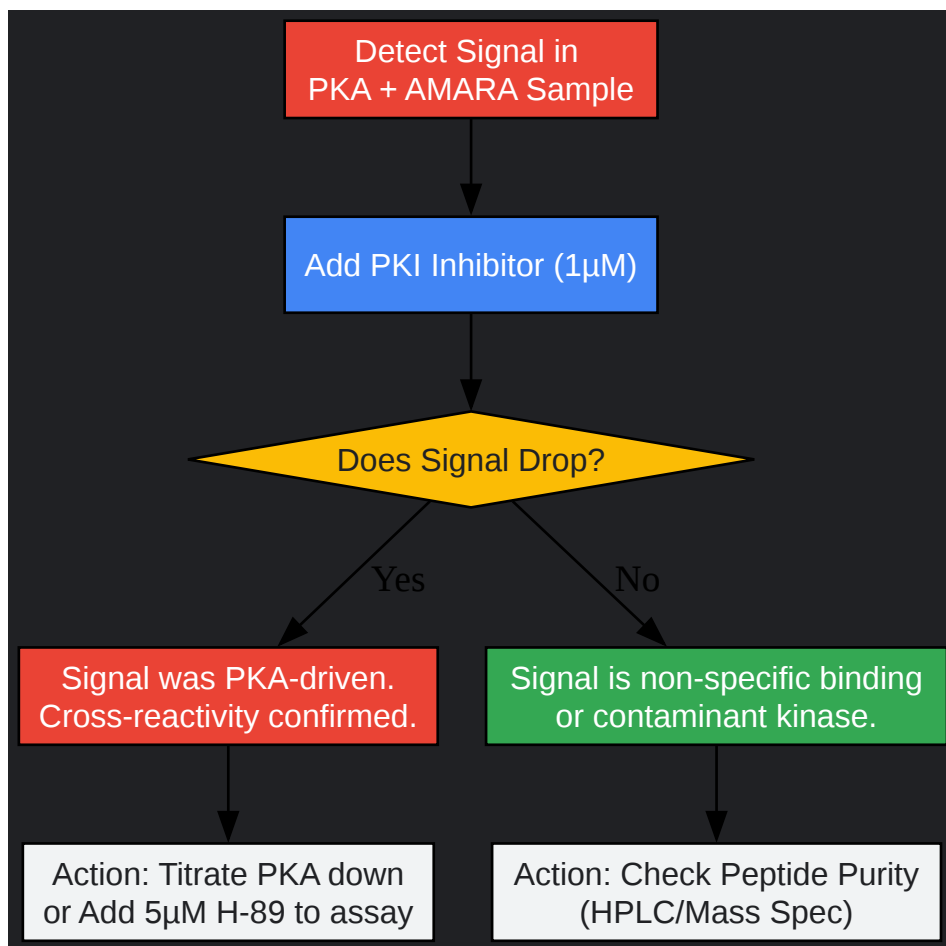 Detect Signal in
PKA + AMARA Sample
Add PKI Inhibitor (1µM)
Does Signal Drop?
Yes
No
Signal was PKA-driven.
Cross-reactivity confirmed.
Signal is non-specific binding
or contaminant kinase.
Action: Titrate PKA down
or Add 5µM H-89 to assay
Action: Check Peptide Purity
(HPLC/Mass Spec)